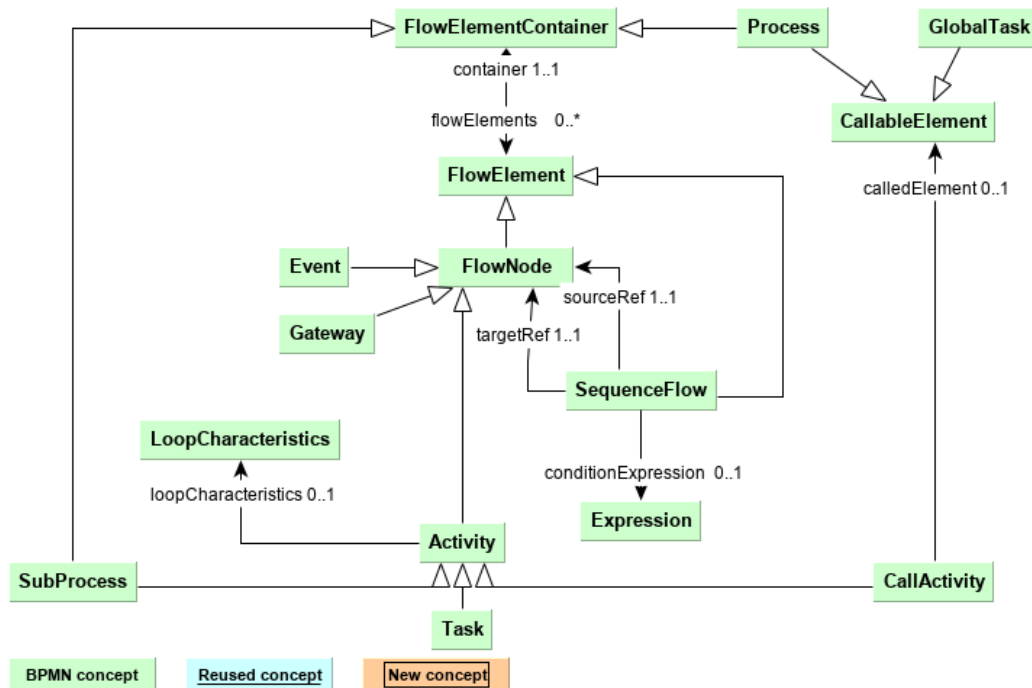 FlowElementContainer
Process
GlobalTask
container 1..1
flowElements 0..*
CallableElement
FlowElement
calledElement 0..1
Event
FlowNode
sourceRef 1..1
Gateway
targetRef 1..1
SequenceFlow
LoopCharacteristics
conditionExpression 0..1
loopCharacteristics 0..1
Expression
Activity
SubProcess
CallActivity
Task
BPMN concept
Reused concept
New concept